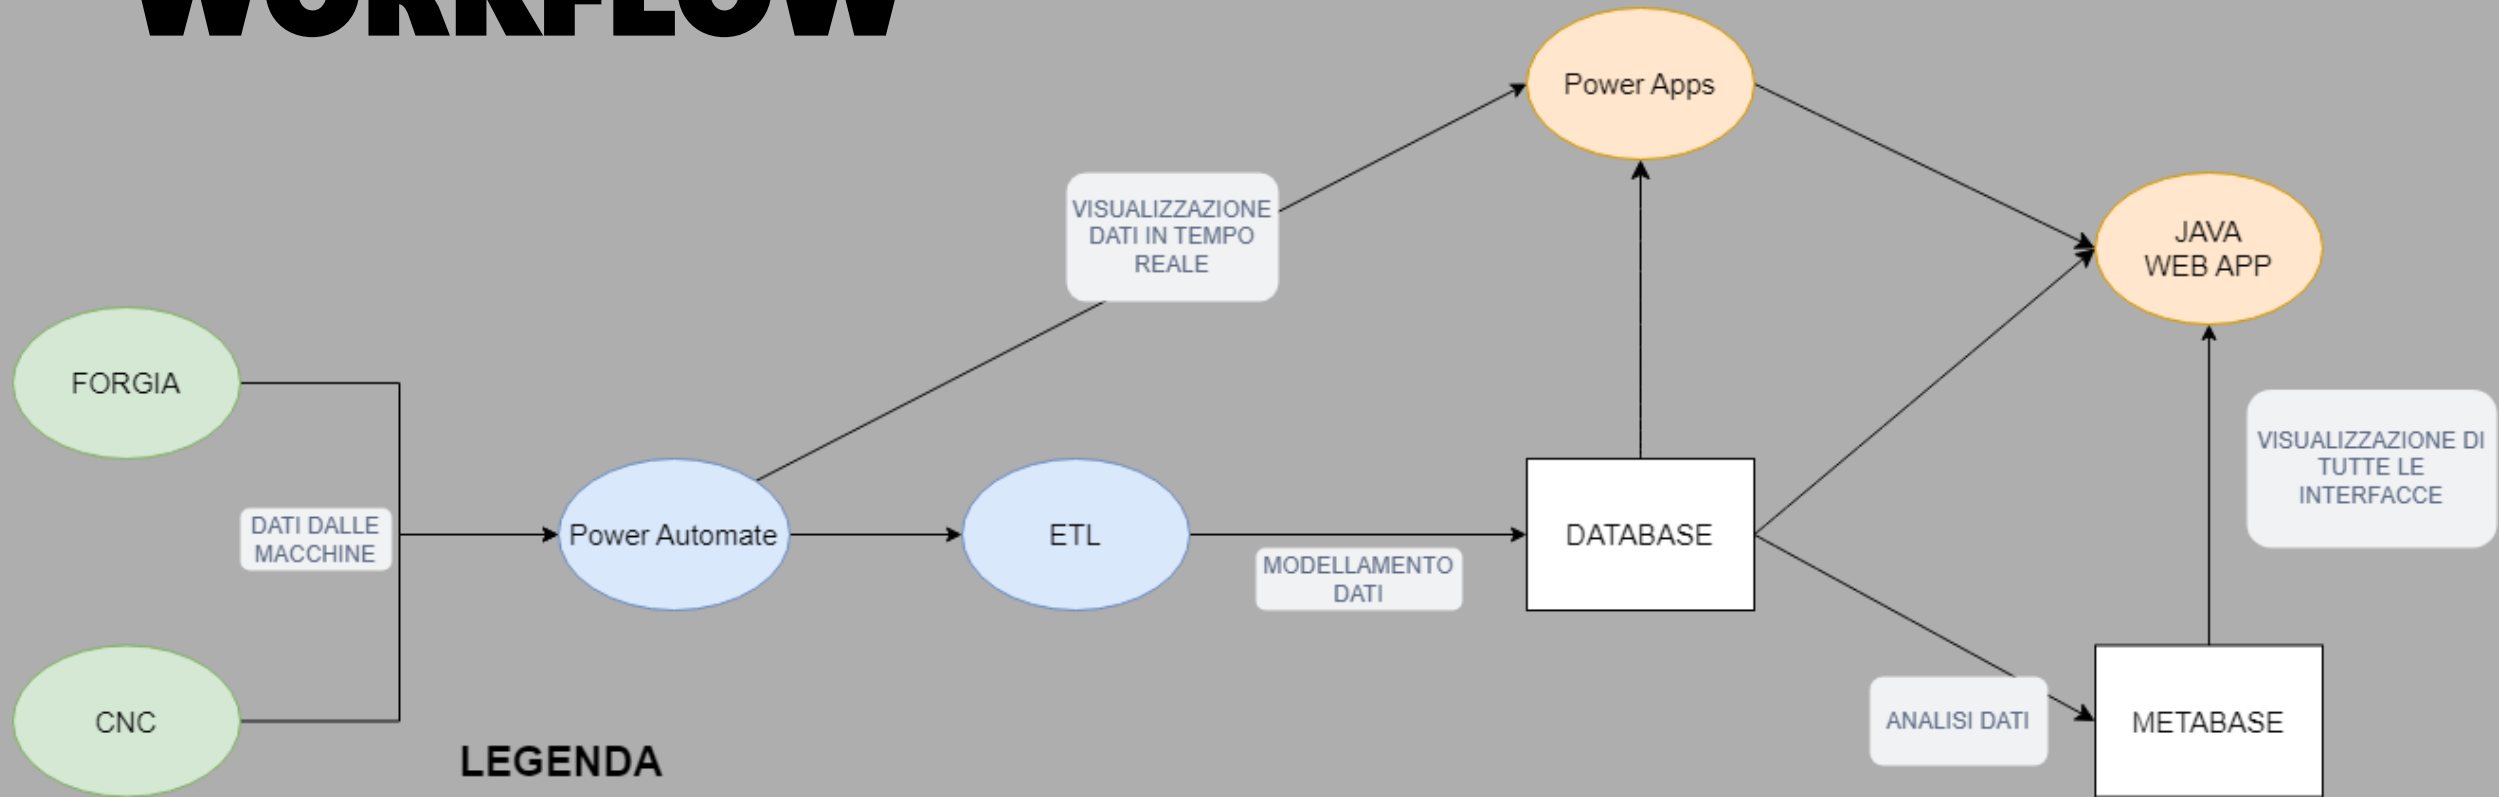 WORKFLOW
Power Apps
VISUALIZZAZIONE
DATI IN TEMPO
REALE
JAVA
WEB APP
FORGIA
VISUALIZZAZIONE DI
TUTTE LE
INTERFACCE
DATI DALLE
MACCHINE
Power Automate
ETL
DATABASE
MODELLAMENTO
DATI
CNC
ANALISI DATI
METABASE
LEGENDA